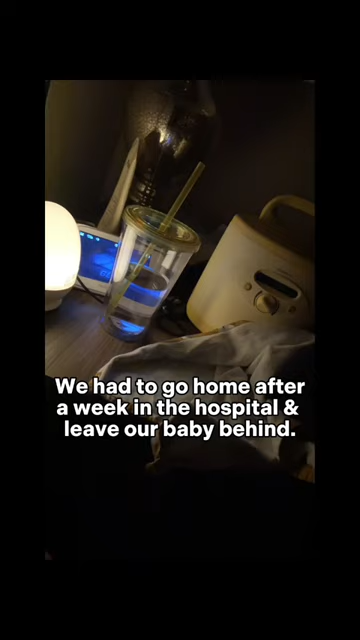 We had to go home after
a week in the hospital &
leave our baby behind.